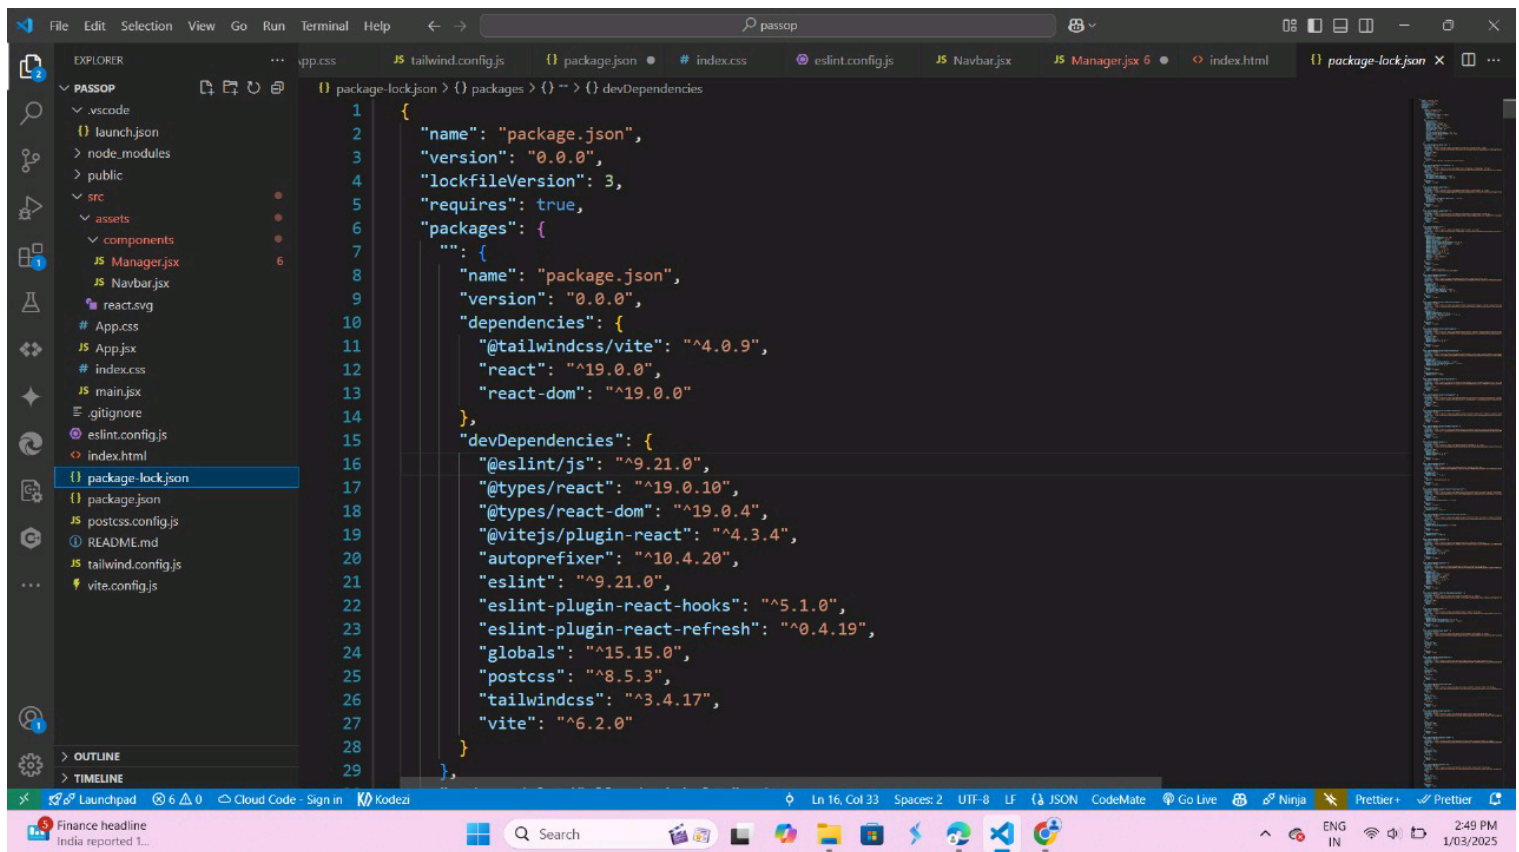 File Edit Selection View Go Run Terminal Help
passop
EXPLORER
App.css
tailwind.config.js
package.json
index.css
eslint.config.js
Navbar.jsx
Manager.jsx 6
index.html
package-lock.json
PASSOP
package-lock.json > {} packages > {} "" > {} devDependencies
.vscode
launch.json
node_modules
public
src
assets
components
Manager.jsx 6
Navbar.jsx
react.svg
App.css
App.jsx
index.css
main.jsx
.gitignore
eslint.config.js
index.html
package-lock.json
package.json
postcss.config.js
README.md
tailwind.config.js
vite.config.js
OUTLINE
TIMELINE
1 {
2 "name": "package.json",
3 "version": "0.0.0",
4 "lockfileVersion": 3,
5 "requires": true,
6 "packages": {
7 "": {
8 "name": "package.json",
9 "version": "0.0.0",
10 "dependencies": {
11 "@tailwindcss/vite": "^4.0.9",
12 "react": "^19.0.0",
13 "react-dom": "^19.0.0"
14 },
15 "devDependencies": {
16 "@eslint/js": "^9.21.0",
17 "@types/react": "^19.0.10",
18 "@types/react-dom": "^19.0.4",
19 "@vitejs/plugin-react": "^4.3.4",
20 "autoprefixer": "^10.4.20",
21 "eslint": "^9.21.0",
22 "eslint-plugin-react-hooks": "^5.1.0",
23 "eslint-plugin-react-refresh": "^0.4.19",
24 "globals": "^15.15.0",
25 "postcss": "^8.5.3",
26 "tailwindcss": "^3.4.17",
27 "vite": "^6.2.0"
28 }
29 },
Launchpad 6 0 Cloud Code - Sign in Kodezi
Ln 16, Col 33 Spaces: 2 UTF-8 LF {} JSON CodeMate Go Live Ninja Prettier+ Prettier
5 Finance headline
India reported 1...
Search
ENG
IN
2:49 PM
1/03/2025